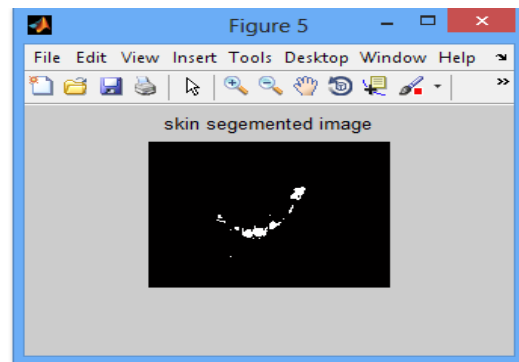 Figure 5
File Edit View Insert Tools Desktop Window Help
skin segemented image